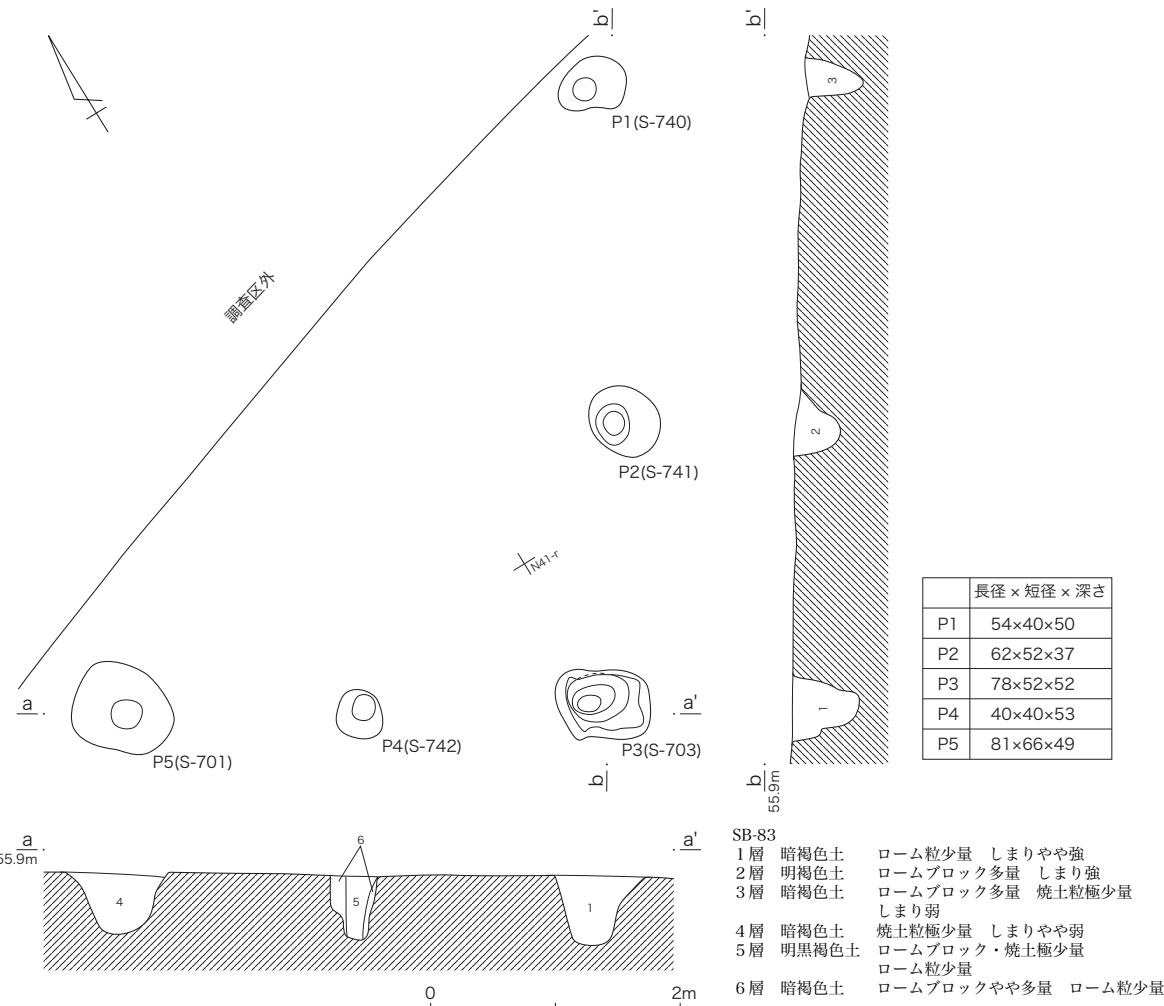 b'
b'
3
P1(S-740)
調査区外
2
P2(S-741)
N41-r
長径 × 短径 × 深さ
P1 54×40×50
P2 62×52×37
P3 78×52×52
P4 40×40×53
P5 81×66×49
a
a'
1
P4(S-742)
P3(S-703)
P5(S-701)
b
b
55.9m
a
55.9m
6
a'
4
5
1
0
2m
SB-83
1層 暗褐色土 ローム粒少量 しまりやや強
2層 明褐色土 ロームブロック多量 しまり強
3層 暗褐色土 ロームブロック多量 焼土粒極少量
しまり弱
4層 暗褐色土 焼土粒極少量 しまりやや弱
5層 明黒褐色土 ロームブロック・焼土極少量
ローム粒少量
6層 暗褐色土 ロームブロックやや多量 ローム粒少量